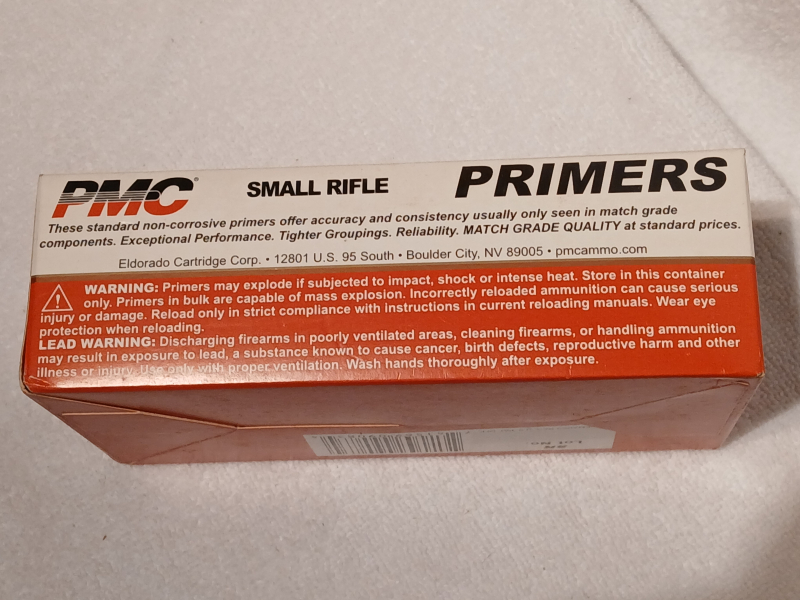 PMC® SMALL RIFLE PRIMERS
These standard non-corrosive primers offer accuracy and consistency usually only seen in match grade
components. Exceptional Performance. Tighter Groupings. Reliability. MATCH GRADE QUALITY at standard prices.
Eldorado Cartridge Corp. • 12801 U.S. 95 South • Boulder City, NV 89005 • pmcammo.com
WARNING: Primers may explode if subjected to impact, shock or intense heat. Store in this container
only. Primers in bulk are capable of mass explosion. Incorrectly reloaded ammunition can cause serious
injury or damage. Reload only in strict compliance with instructions in current reloading manuals. Wear eye
protection when reloading.
LEAD WARNING: Discharging firearms in poorly ventilated areas, cleaning firearms, or handling ammunition
may result in exposure to lead, a substance known to cause cancer, birth defects, reproductive harm and other
illness or injury. Use only with proper ventilation. Wash hands thoroughly after exposure.
Lot No